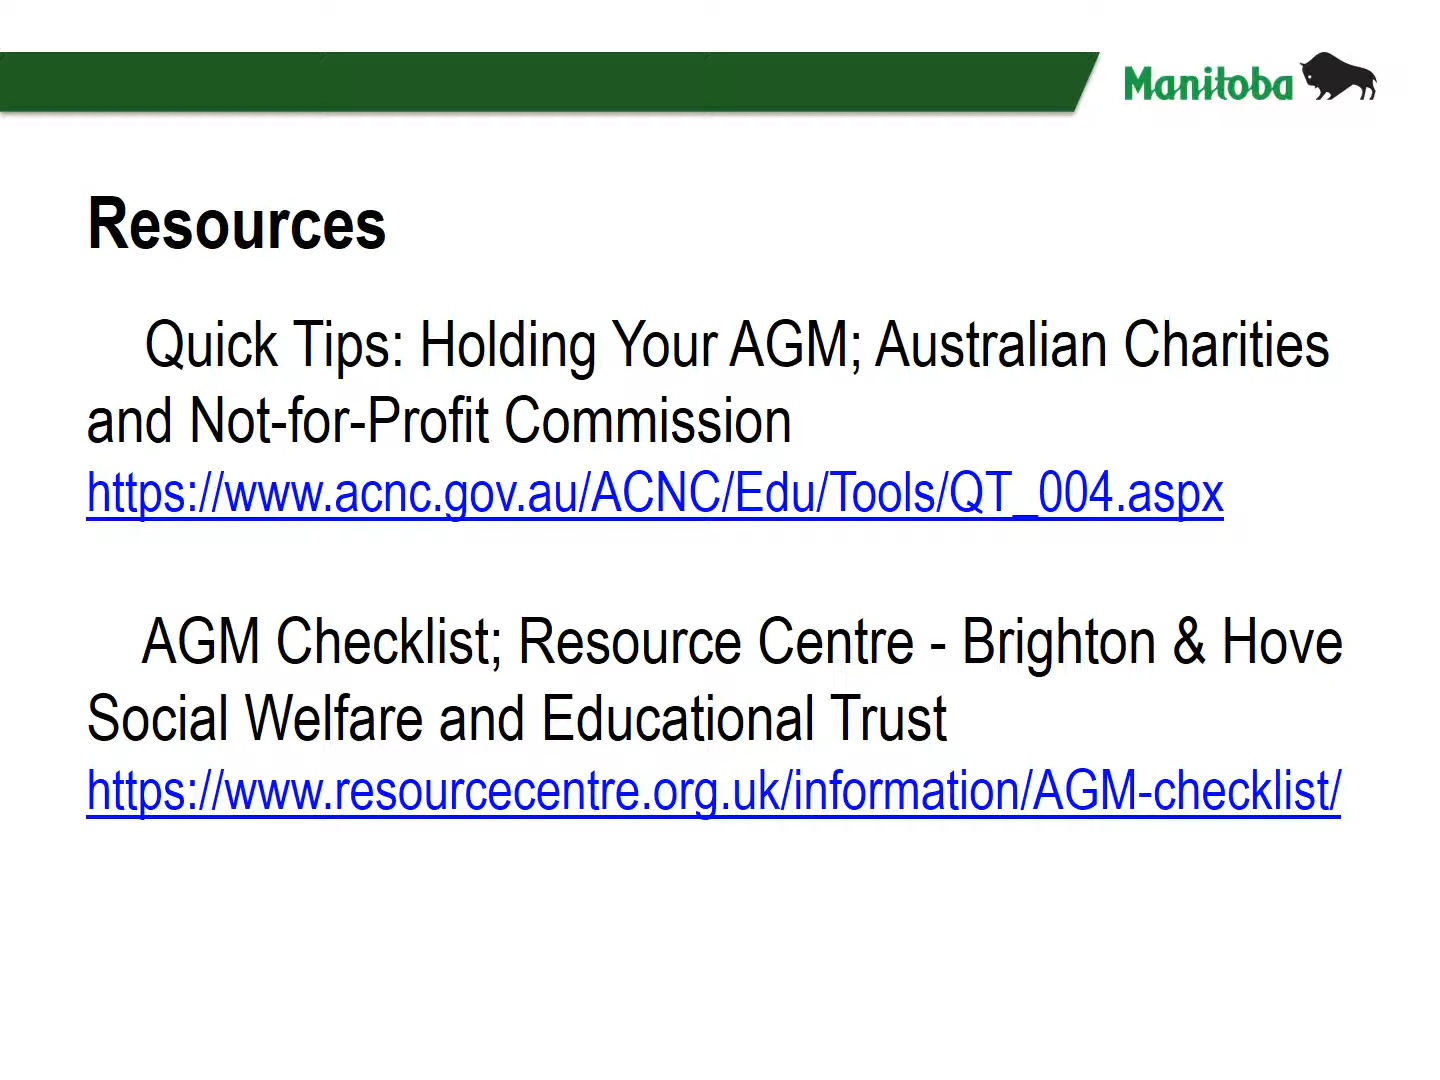 Manitoba
Resources
Quick Tips: Holding Your AGM; Australian Charities
and Not-for-Profit Commission
https://www.acnc.gov.au/ACNC/Edu/Tools/QT_004.aspx
AGM Checklist; Resource Centre - Brighton & Hove
Social Welfare and Educational Trust
https://www.resourcecentre.org.uk/information/AGM-checklist/